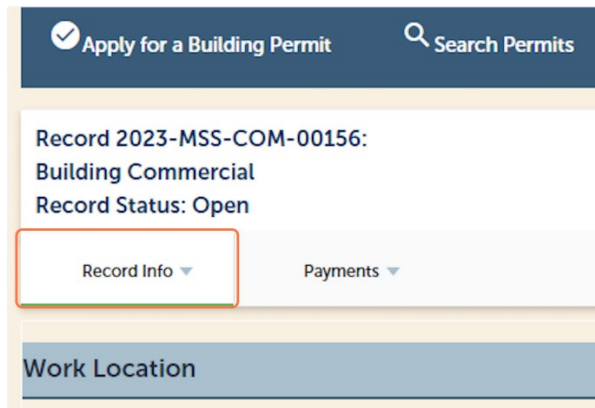 Apply for a Building Permit
Search Permits
Record 2023-MSS-COM-00156:
Building Commercial
Record Status: Open
Record Info
Payments
Work Location